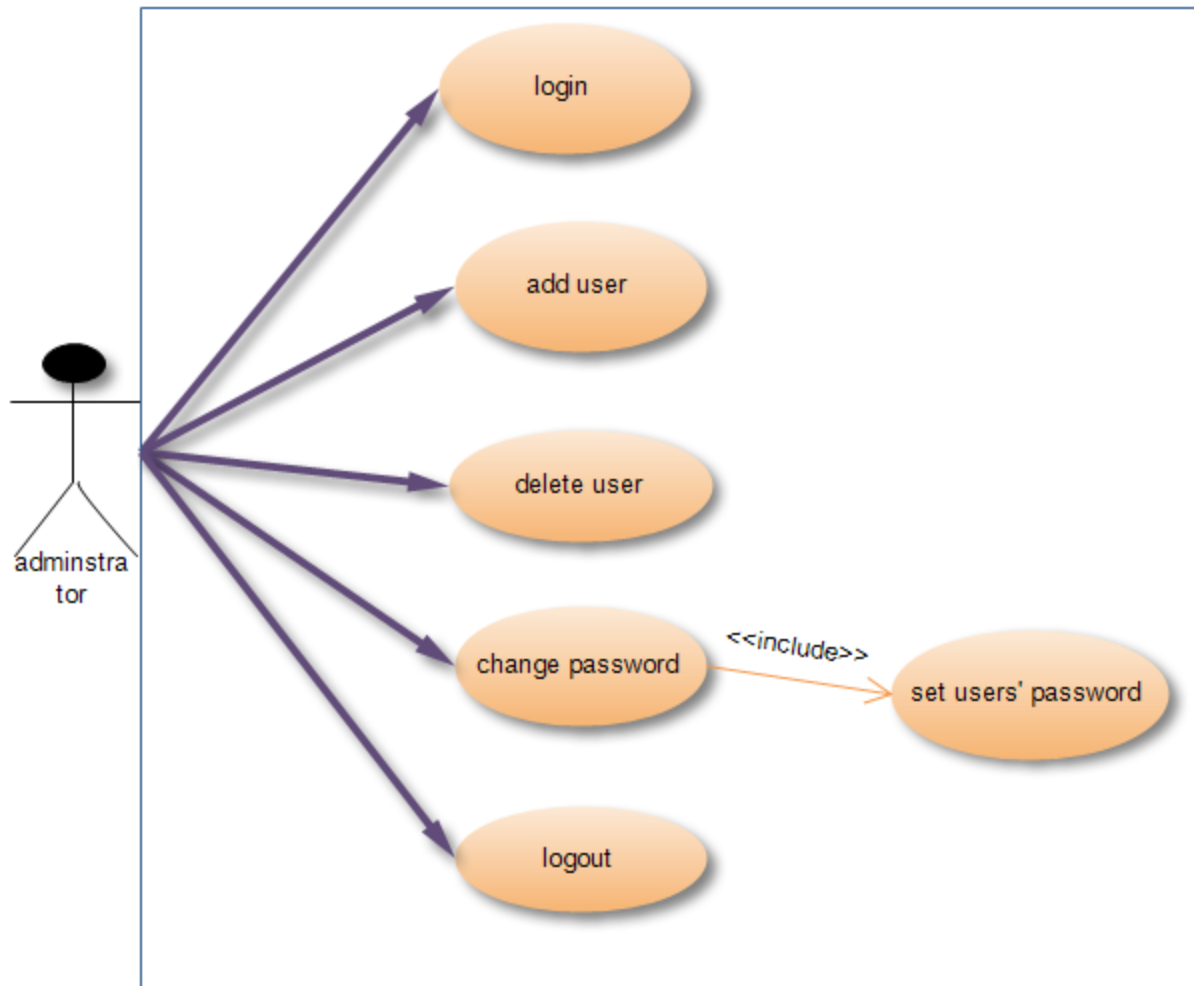 login
add user
delete user
adminstra
tor
change password
<<include>>
set users' password
logout